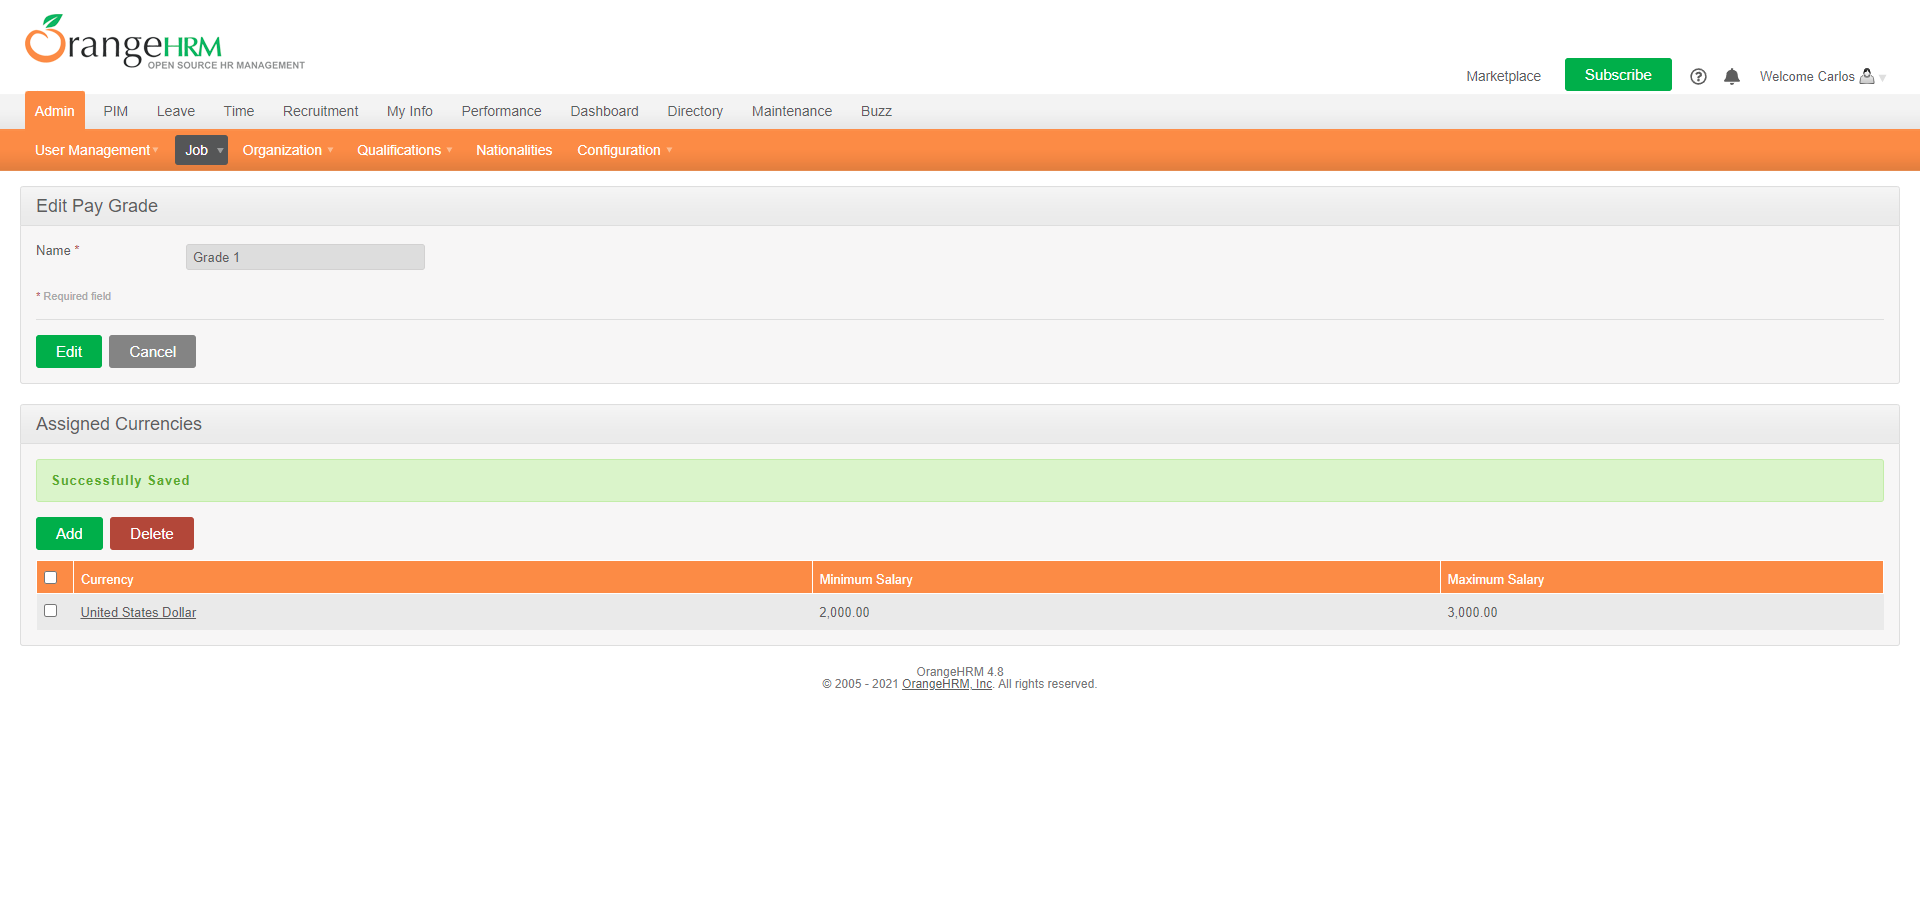 OrangeHRM
OPEN SOURCE HR MANAGEMENT
Marketplace Subscribe Welcome Carlos
Admin PIM Leave Time Recruitment My Info Performance Dashboard Directory Maintenance Buzz
User Management Job Organization Qualifications Nationalities Configuration
Edit Pay Grade
Name *
Grade 1
* Required field
Edit Cancel
Assigned Currencies
Successfully Saved
Add Delete
Currency Minimum Salary Maximum Salary
United States Dollar 2,000.00 3,000.00
OrangeHRM 4.8
© 2005 - 2021 OrangeHRM, Inc. All rights reserved.